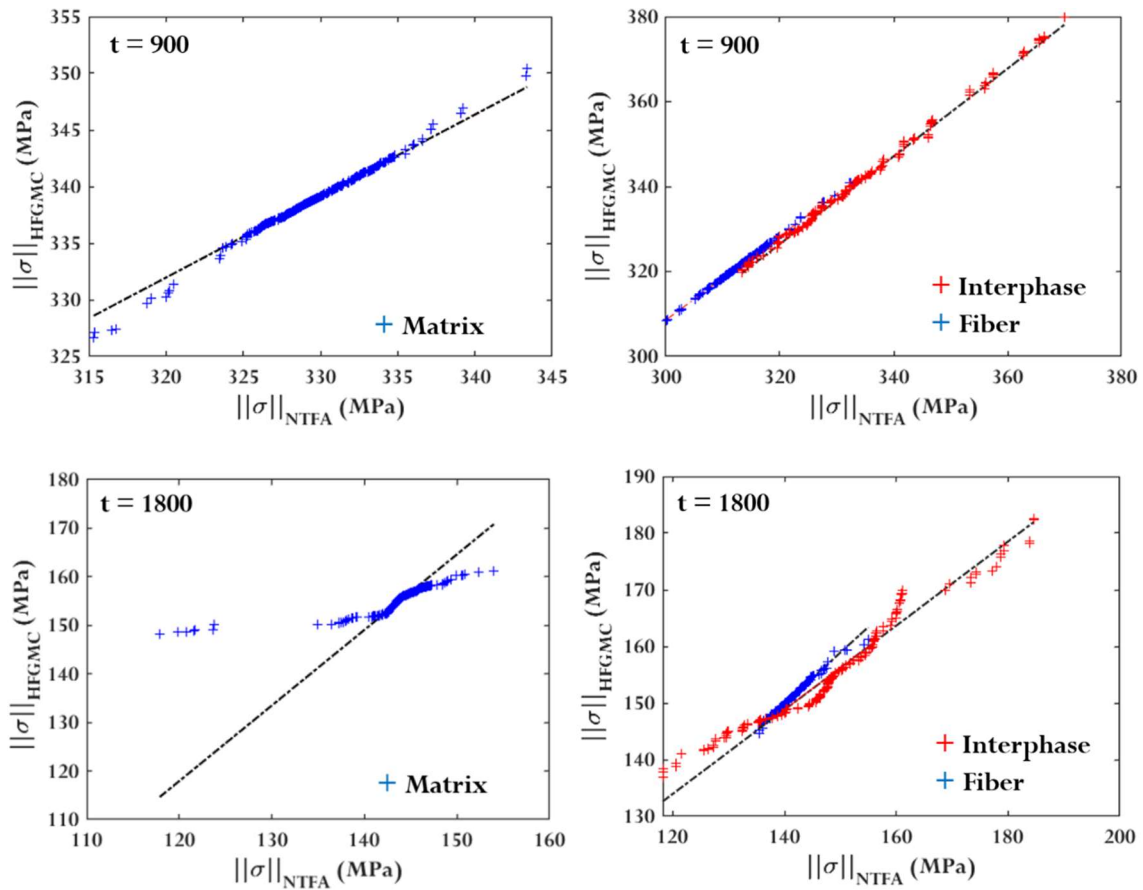 t = 900
||σ||HFGMC (MPa)
355
350
345
340
335
330
325
315
320
325
330
335
340
345
||σ||NTFA (MPa)
+ Matrix
t = 900
||σ||HFGMC (MPa)
380
360
340
320
300
300
320
340
360
380
||σ||NTFA (MPa)
+ Interphase
+ Fiber
t = 1800
||σ||HFGMC (MPa)
180
170
160
150
140
130
120
110
110
120
130
140
150
160
||σ||NTFA (MPa)
+ Matrix
t = 1800
||σ||HFGMC (MPa)
190
180
170
160
150
140
130
120
140
160
180
200
||σ||NTFA (MPa)
+ Interphase
+ Fiber